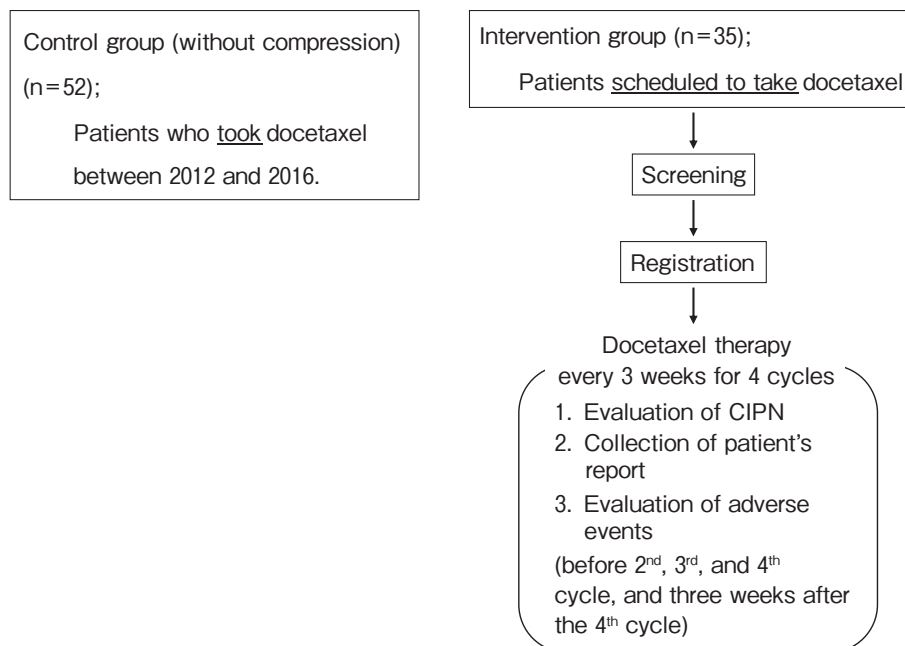 Control group (without compression)
(n=52);
Patients who took docetaxel
between 2012 and 2016.
Intervention group (n=35);
Patients scheduled to take docetaxel
Screening
Registration
Docetaxel therapy
every 3 weeks for 4 cycles
1. Evaluation of CIPN
2. Collection of patient's
report
3. Evaluation of adverse
events
(before 2nd, 3rd, and 4th
cycle, and three weeks after
the 4th cycle)